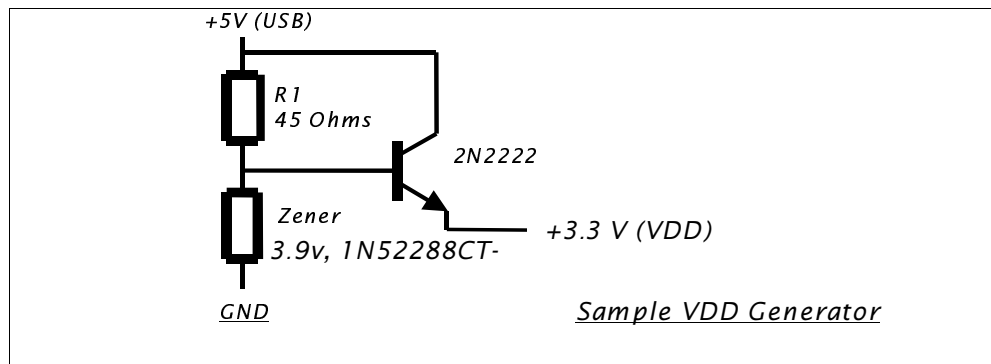 +5V (USB)
R1
45 Ohms
2N2222
Zener
3.9v, 1N52288CT-
+3.3 V (VDD)
GND
Sample VDD Generator